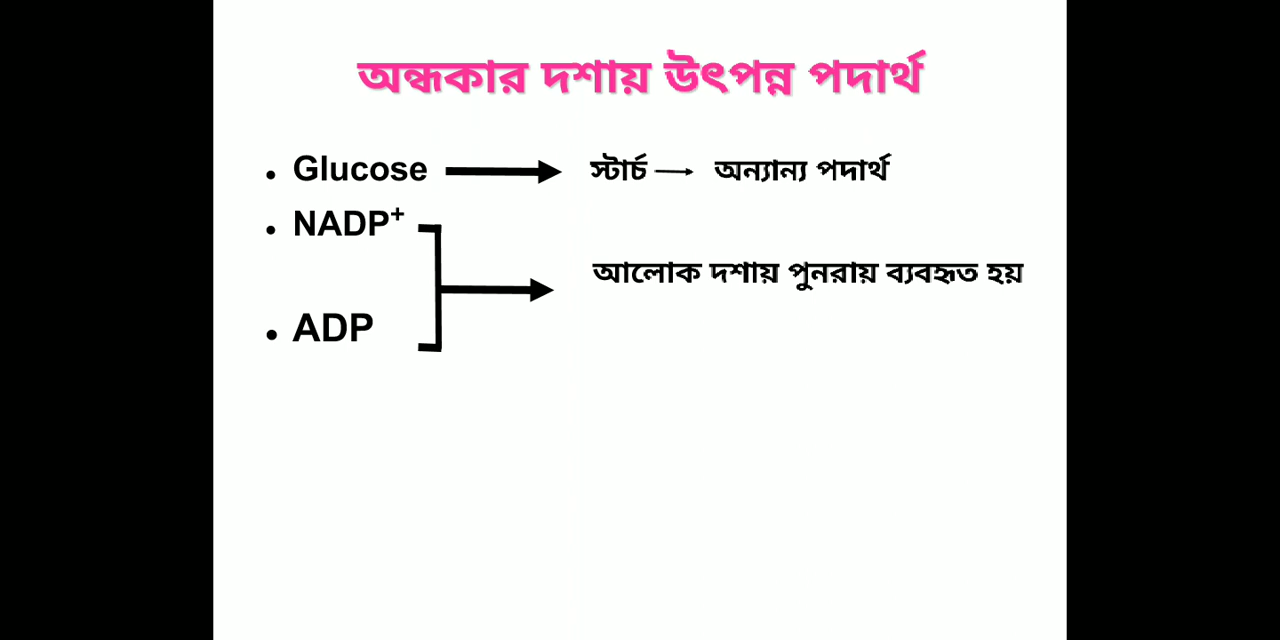 অন্ধকার দশায় উৎপন্ন পদার্থ
• Glucose → স্টার্চ → অন্যান্য পদার্থ
• NADP⁺
আলোক দশায় পুনরায় ব্যবহৃত হয়
• ADP